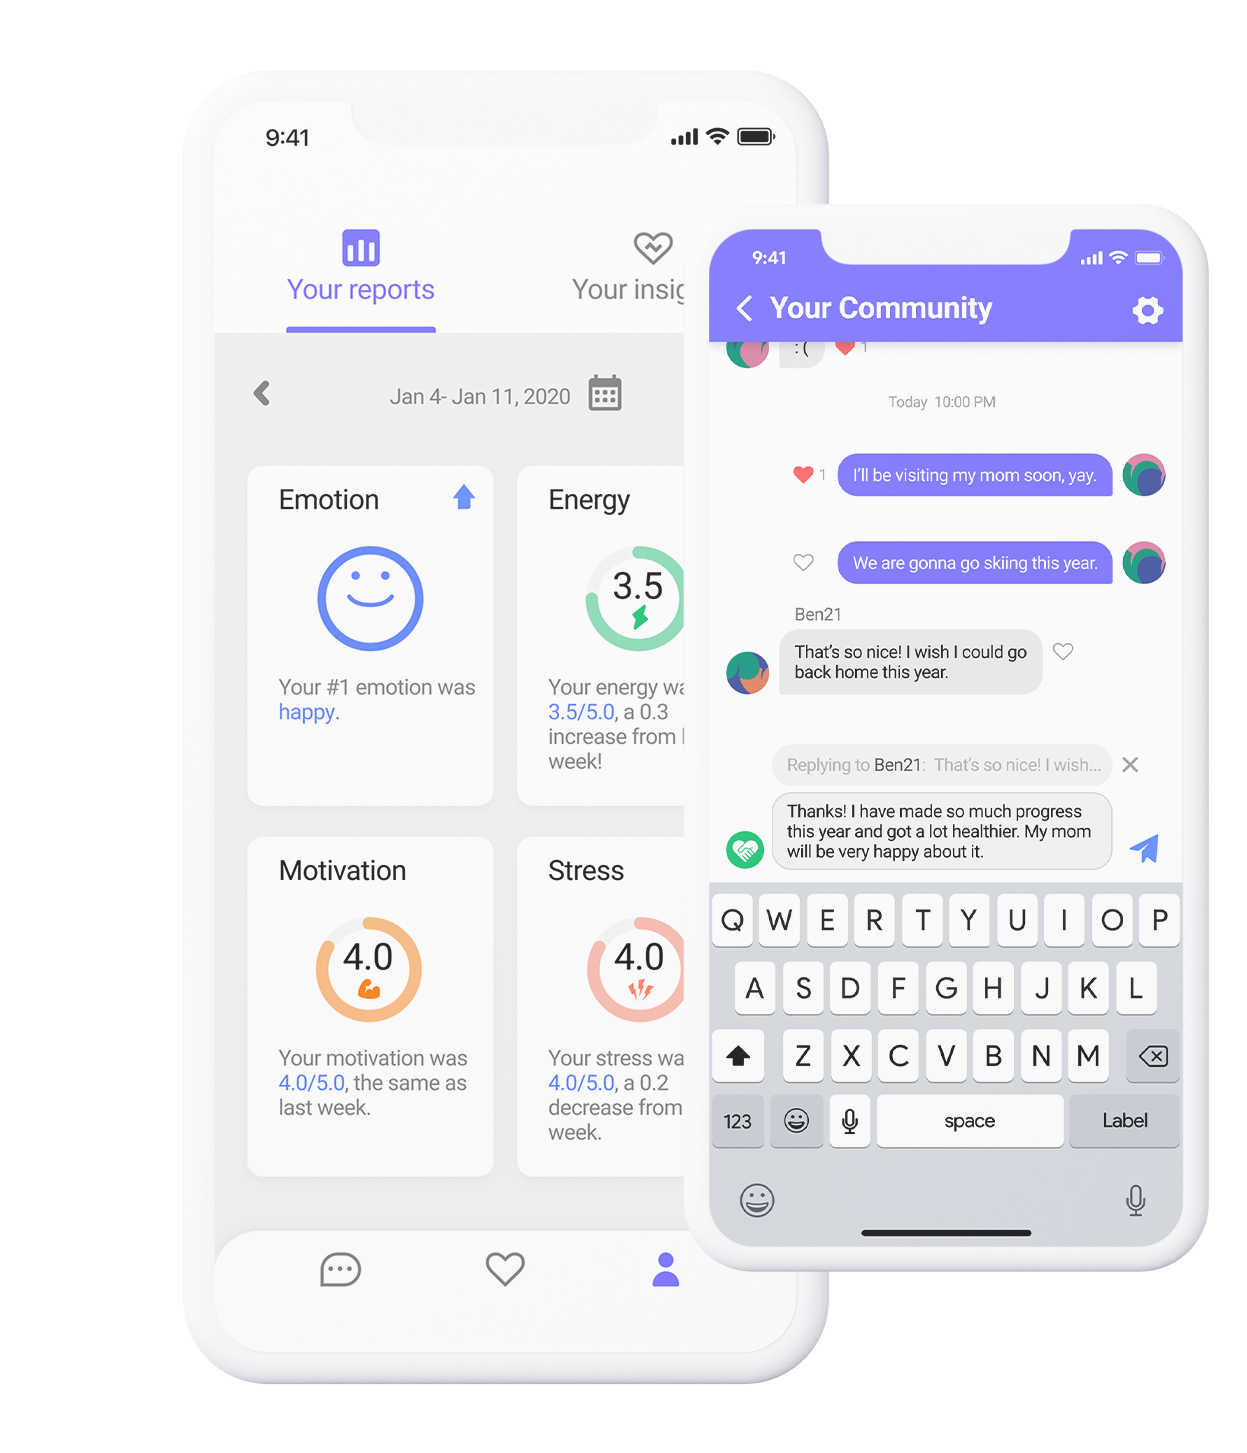 9:41
Your reports
Your insig
Jan 4- Jan 11, 2020
Emotion
Your #1 emotion was
happy.
Energy
3.5
Your energy wa
3.5/5.0, a 0.3
increase from l
week!
Motivation
4.0
Your motivation was
4.0/5.0, the same as
last week.
Stress
4.0
Your stress wa
4.0/5.0, a 0.2
decrease from
week.
9:41
Your Community
:(
1
Today 10:00 PM
1
I'll be visiting my mom soon, yay.
We are gonna go skiing this year.
Ben21
That's so nice! I wish I could go
back home this year.
Replying to Ben21: That's so nice! I wish...
Thanks! I have made so much progress
this year and got a lot healthier. My mom
will be very happy about it.
Q W E R T Y U I O P
A S D F G H J K L
Z X C V B N M
123 space Label